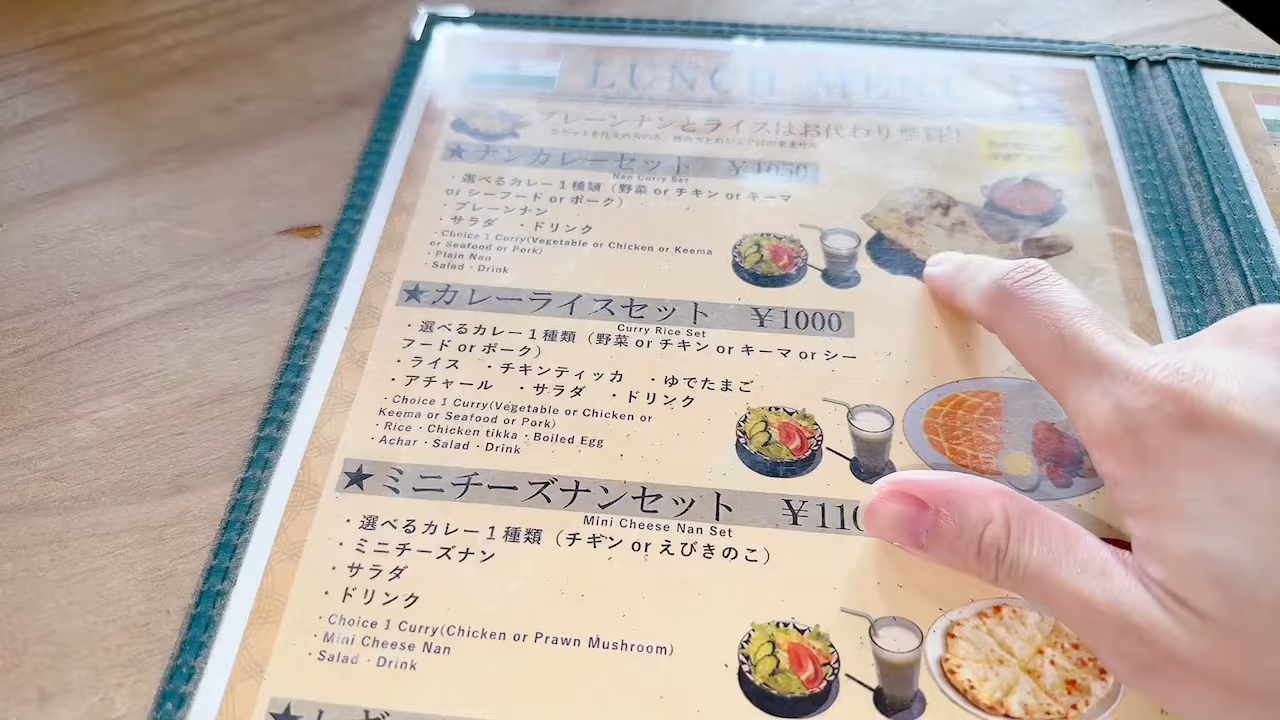 LUNCH MENU
プレーンナンとライスはお代わり無料!
★ナンカレーセット ¥1050
Nan Curry Set
・選べるカレー1種類（野菜 or チキン or キーマ
or シーフード or ポーク）
・プレーンナン
・サラダ ・ドリンク
・Choice 1 Curry(Vegetable or Chicken or Keema
or Seafood or Pork)
・Plain Nan
・Salad・Drink
★カレーライスセット ¥1000
Curry Rice Set
・選べるカレー1種類（野菜 or チキン or キーマ or シー
フード or ポーク）
・ライス ・チキンティッカ ・ゆでたまご
・アチャール ・サラダ ・ドリンク
・Choice 1 Curry(Vegetable or Chicken or
Keema or Seafood or Pork)
・Rice・Chicken tikka・Boiled Egg
・Achar・Salad・Drink
★ミニチーズナンセット ¥110
Mini Cheese Nan Set
・選べるカレー1種類（チギン or えびきのこ）
・ミニチーズナン
・サラダ
・ドリンク
・Choice 1 Curry(Chicken or Prawn Mushroom)
・Mini Cheese Nan
・Salad・Drink